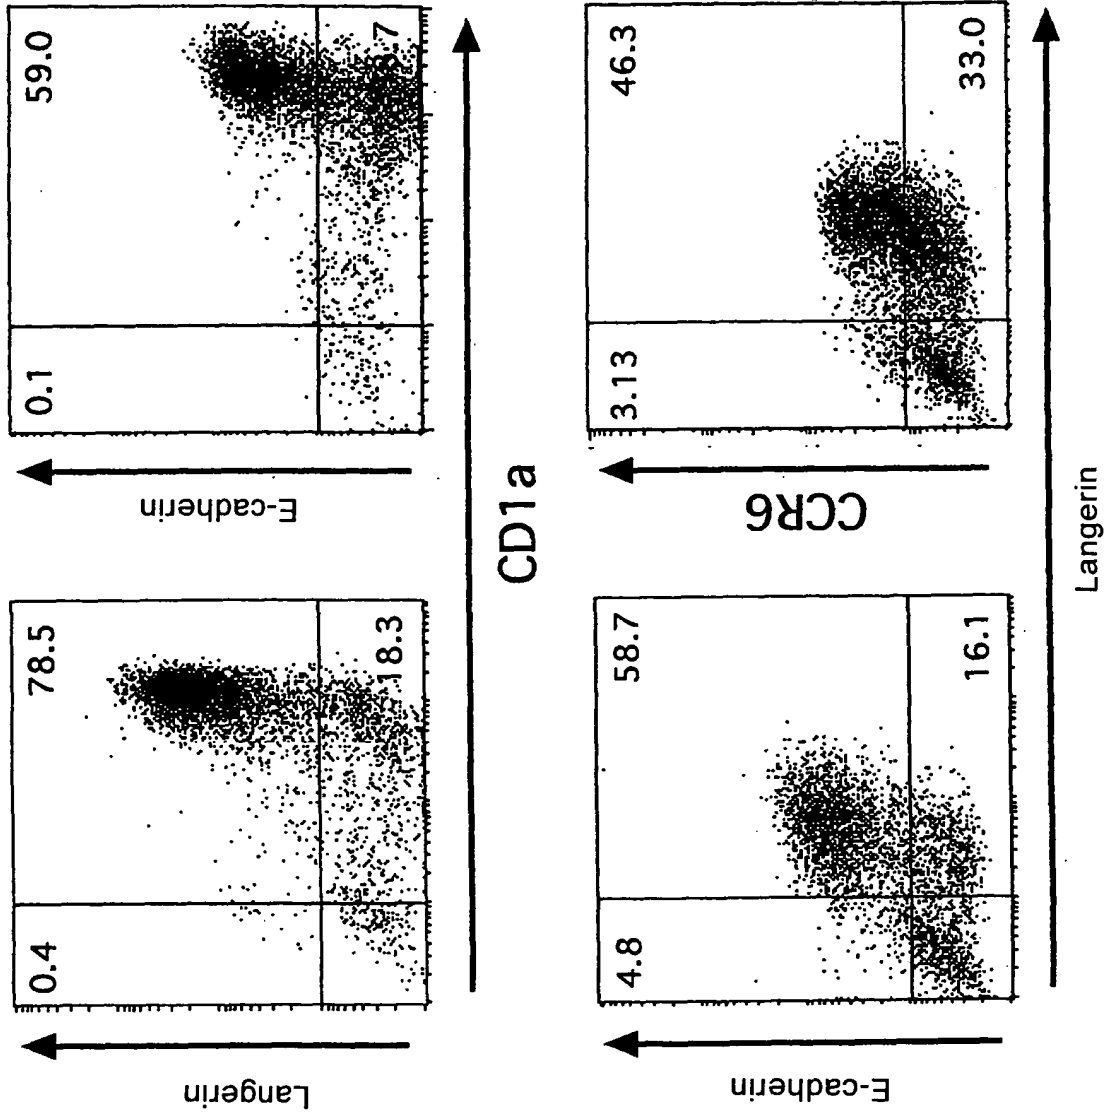 0.4
78.5
18.3
Langerin
0.1
59.0
E-cadherin
CD1a
4.8
58.7
16.1
E-cadherin
3.13
46.3
33.0
CCR6
Langerin